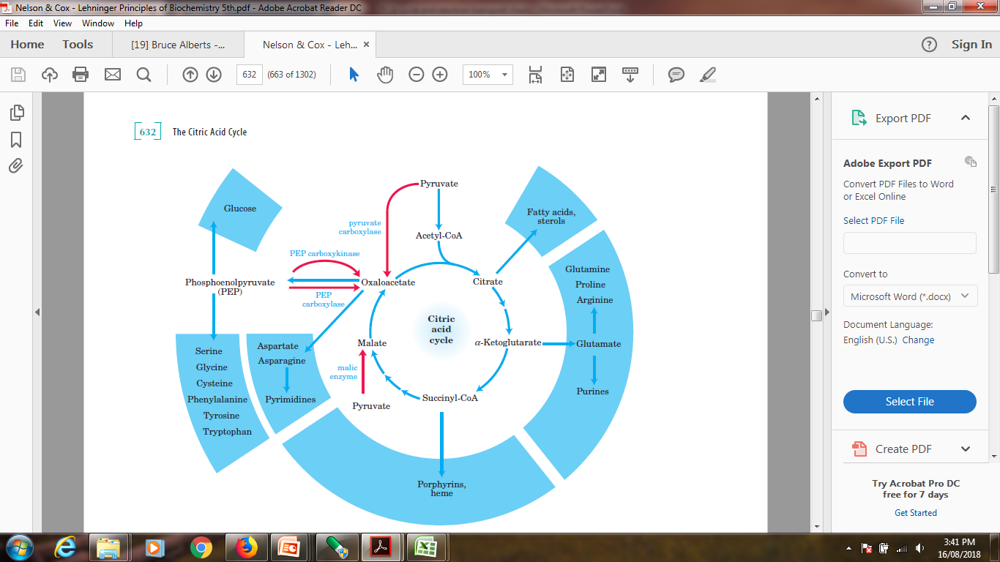 Nelson & Cox - Lehninger Principles of Biochemistry 5th.pdf - Adobe Acrobat Reader DC
File Edit View Window Help
Home Tools [19] Bruce Alberts -... Nelson & Cox - Leh... × Sign In
632 (663 of 1302) 100%
632 The Citric Acid Cycle
Glucose
Pyruvate
Fatty acids,
sterols
pyruvate
carboxylase
Acetyl-CoA
PEP carboxykinase
Phosphoenolpyruvate
(PEP)
Oxaloacetate
Citrate
PEP
carboxylase
Glutamine
Proline
Arginine
Citric
acid
cycle
Malate
α-Ketoglutarate
Glutamate
Aspartate
Asparagine
Serine
Glycine
Cysteine
Phenylalanine
Tyrosine
Tryptophan
malic
enzyme
Pyrimidines
Pyruvate
Succinyl-CoA
Purines
Porphyrins,
heme
Export PDF
Adobe Export PDF
Convert PDF Files to Word
or Excel Online
Select PDF File
Convert to
Microsoft Word (*.docx)
Document Language:
English (U.S.) Change
Select File
Create PDF
Try Acrobat Pro DC
free for 7 days
Get Started
3:41 PM
16/08/2018